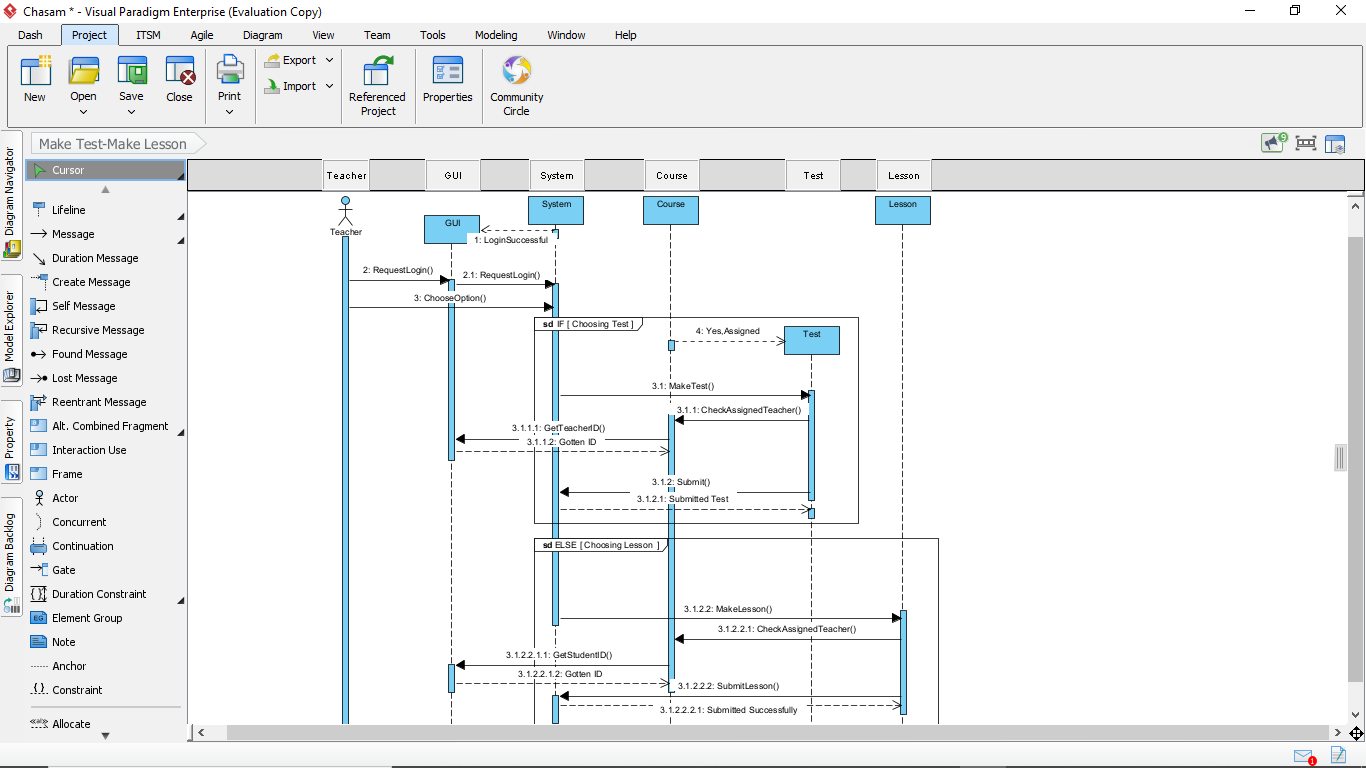 Chasam * - Visual Paradigm Enterprise (Evaluation Copy)
Dash Project ITSM Agile Diagram View Team Tools Modeling Window Help
New Open Save Close Print Export Import Referenced Project Properties Community Circle
Make Test-Make Lesson
9
Diagram Navigator
Model Explorer
Property
Diagram Backlog
Cursor
Lifeline
Message
Duration Message
Create Message
Self Message
Recursive Message
Found Message
Lost Message
Reentrant Message
Alt. Combined Fragment
Interaction Use
Frame
Actor
Concurrent
Continuation
Gate
Duration Constraint
EG Element Group
Note
Anchor
{..} Constraint
«all» Allocate
Teacher GUI System Course Test Lesson
System Course Lesson
GUI
Teacher
1: LoginSuccessful
2: RequestLogin()
2.1: RequestLogin()
3: ChooseOption()
sd IF [ Choosing Test ]
4: Yes,Assigned
Test
3.1: MakeTest()
3.1.1: CheckAssignedTeacher()
3.1.1.1: GetTeacherID()
3.1.1.2: Gotten ID
3.1.2: Submit()
3.1.2.1: Submitted Test
sd ELSE [ Choosing Lesson ]
3.1.2.2: MakeLesson()
3.1.2.2.1: CheckAssignedTeacher()
3.1.2.2.1.1: GetStudentID()
3.1.2.2.1.2: Gotten ID
3.1.2.2.2: SubmitLesson()
3.1.2.2.2.1: Submitted Successfully
1